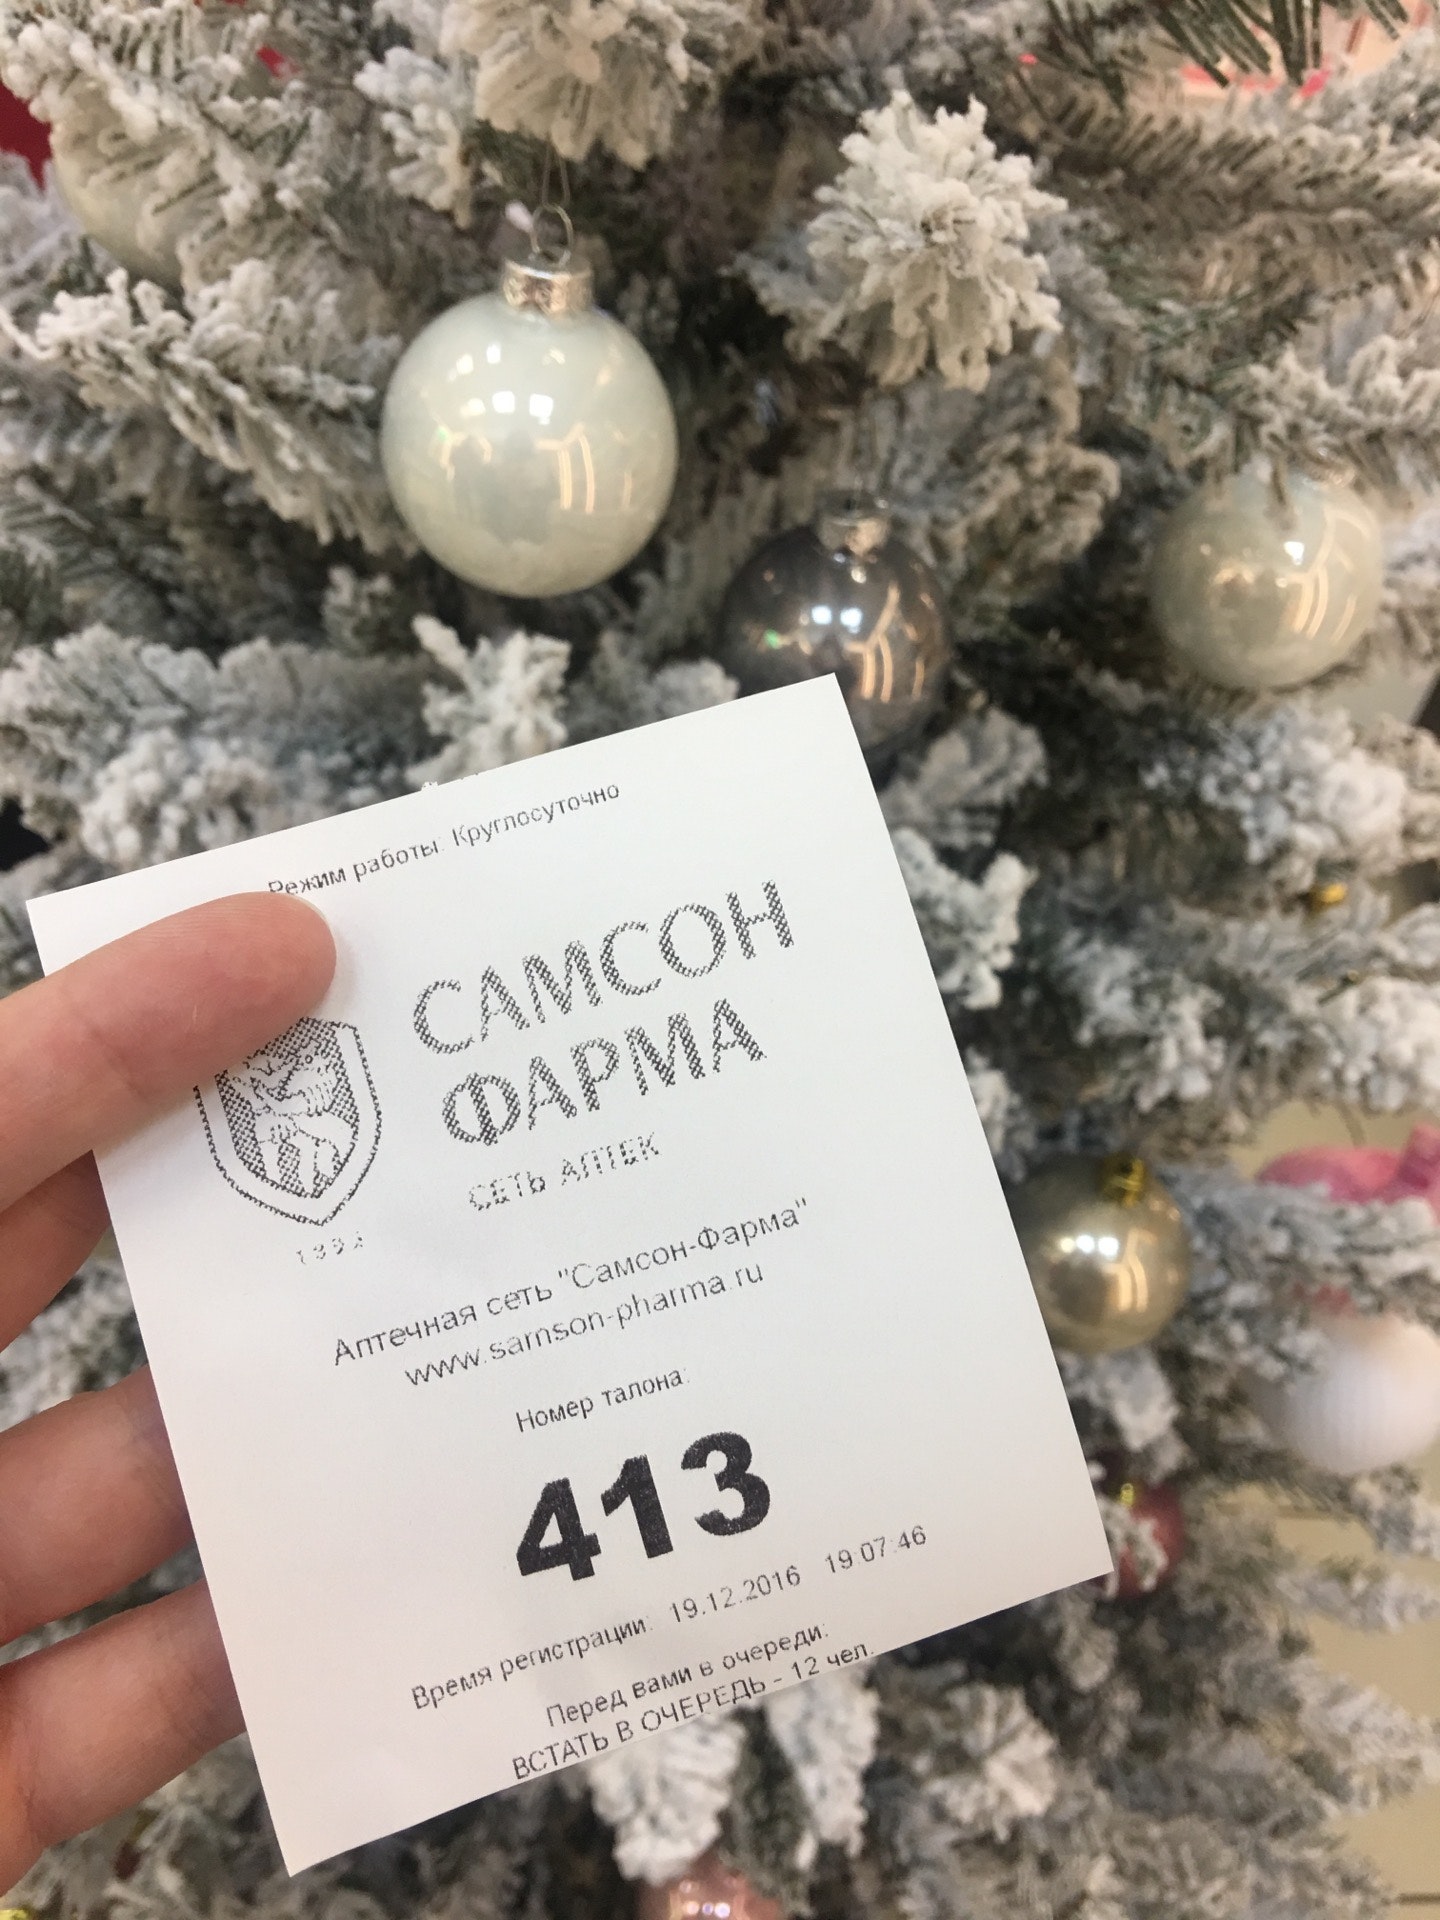 Режим работы: Круглосуточно
САМСОН
ФАРМА
СЕТЬ АПТЕК
Аптечная сеть "Самсон-Фарма"
www.samson-pharma.ru
Номер талона:
413
Время регистрации: 19.12.2016 19:07:46
Перед вами в очереди:
ВСТАТЬ В ОЧЕРЕДЬ - 12 чел.